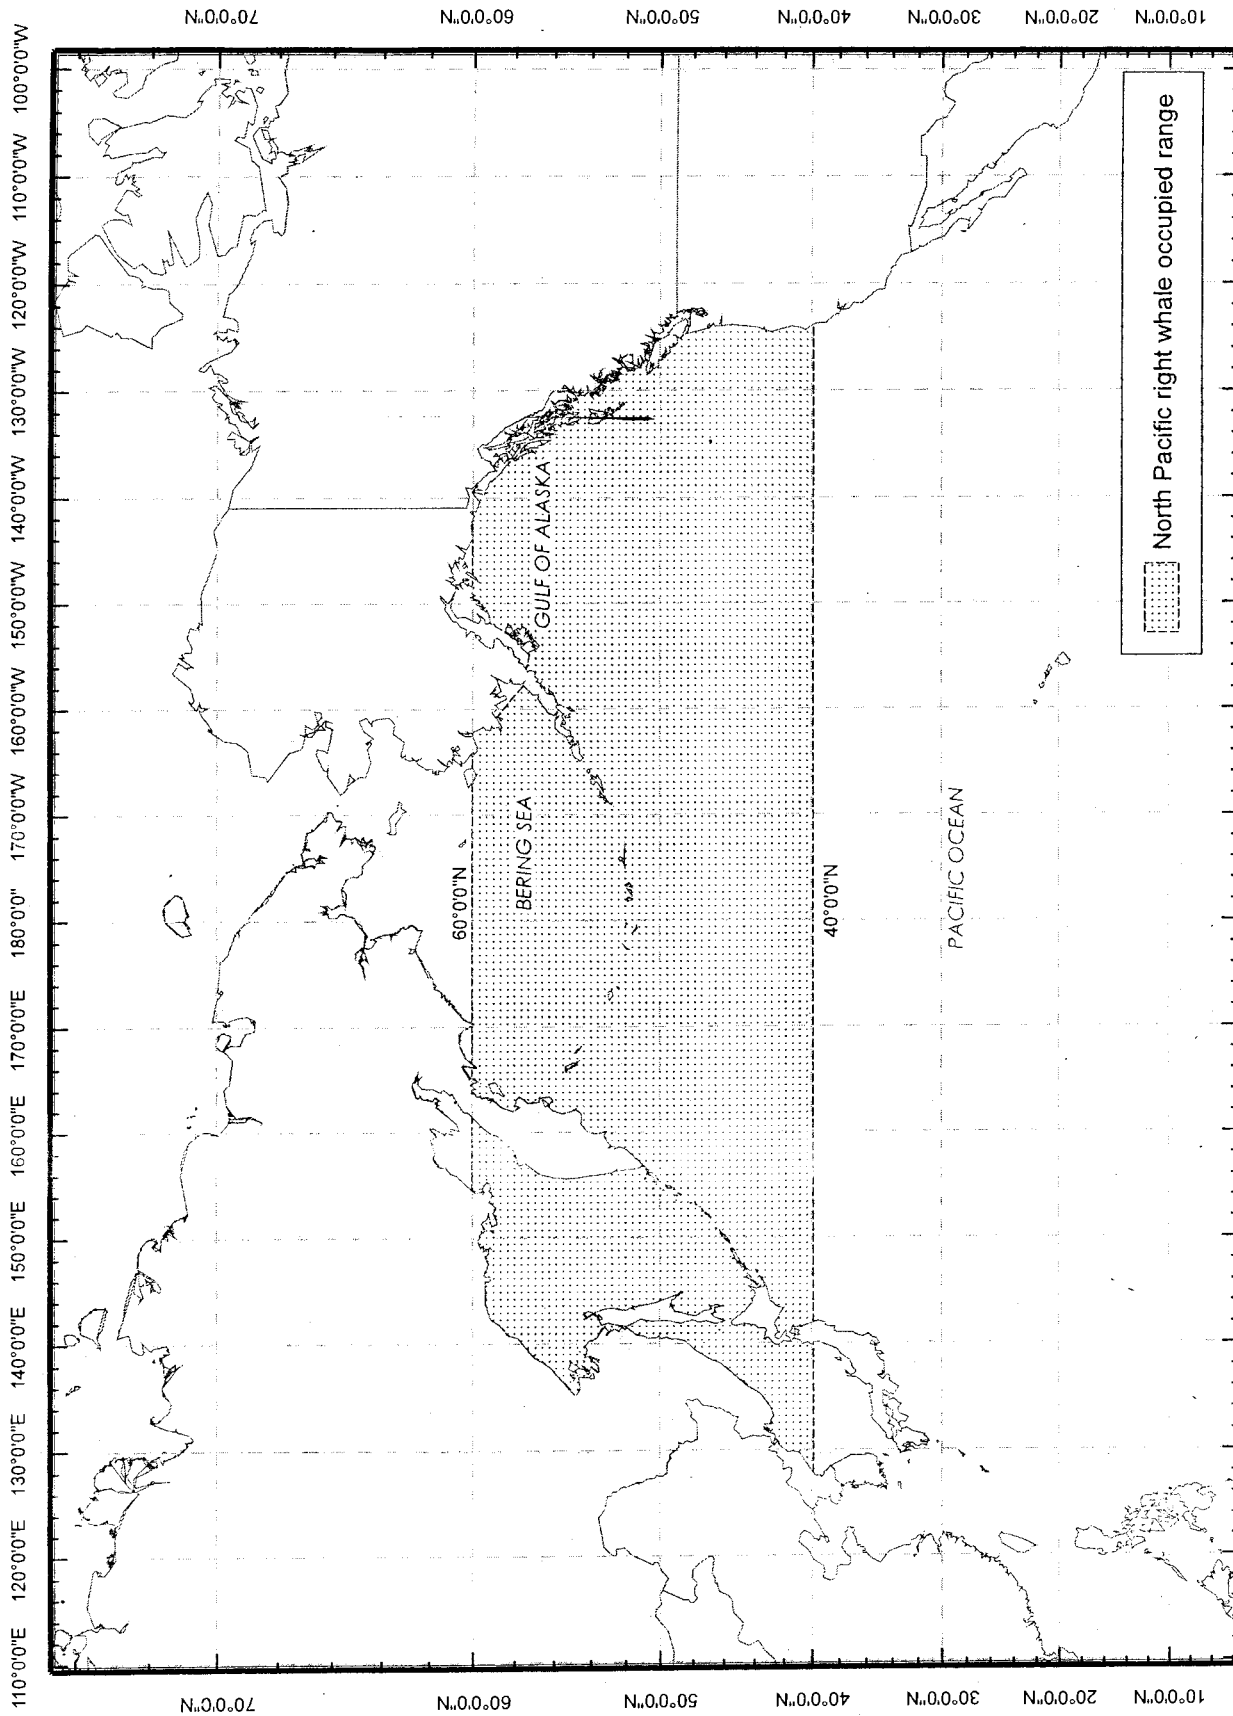 110°0'0"E 120°0'0"E 130°0'0"E 140°0'0"E 150°0'0"E 160°0'0"E 170°0'0"E 180°0'0" 170°0'0"W 160°0'0"W 150°0'0"W 140°0'0"W 130°0'0"W 120°0'0"W 110°0'0"W 100°0'0"W
70°0'0"N 70°0'0"N
60°0'0"N
60°0'0"N 60°0'0"N
BERING SEA
GULF OF ALASKA
50°0'0"N 50°0'0"N
40°0'0"N 40°0'0"N
40°0'0"N
30°0'0"N 30°0'0"N
PACIFIC OCEAN
20°0'0"N 20°0'0"N
10°0'0"N 10°0'0"N
North Pacific right whale occupied range